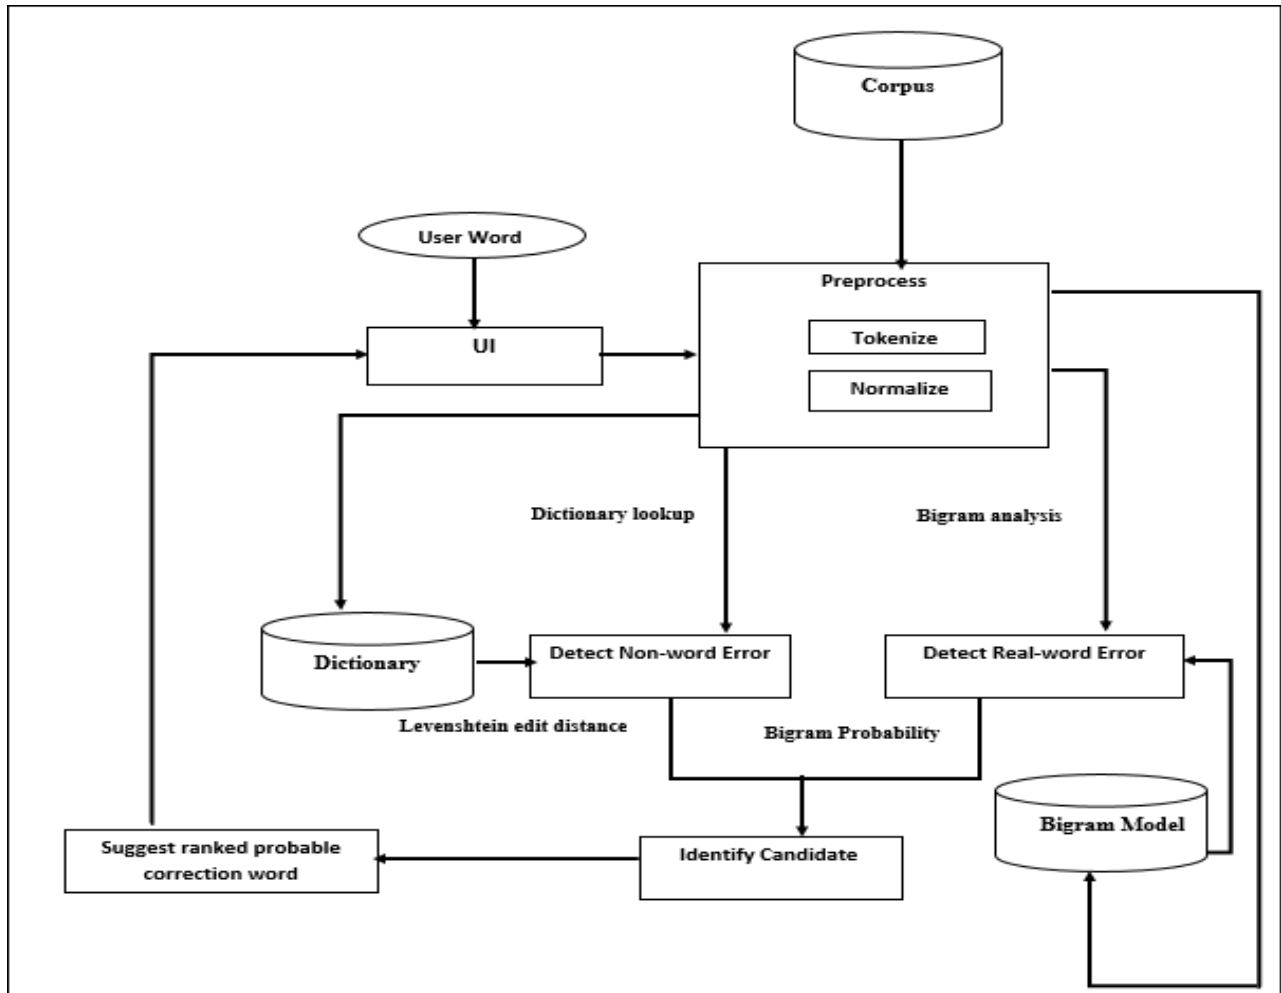 Corpus
User Word
Preprocess
UI
Tokenize
Normalize
Dictionary lookup
Bigram analysis
Dictionary
Detect Non-word Error
Detect Real-word Error
Levenshtein edit distance
Bigram Probability
Bigram Model
Suggest ranked probable
correction word
Identify Candidate